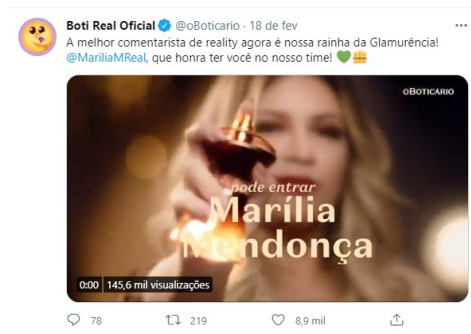 Boti Real Oficial @oBoticario · 18 de fev
A melhor comentarista de reality agora é nossa rainha da Glamurência!
@MariliaMReal, que honra ter você no nosso time! 💚👑
OBOTICÁRIO
pode entrar
Marília
Mendonça
0:00 145,6 mil visualizações
78 219 8,9 mil